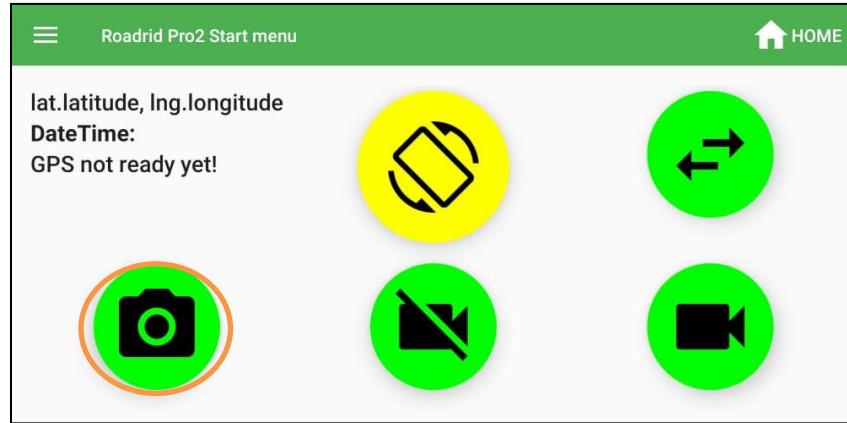 Roadrid Pro2 Start menu
HOME
lat.latitude, lng.longitude
DateTime:
GPS not ready yet!